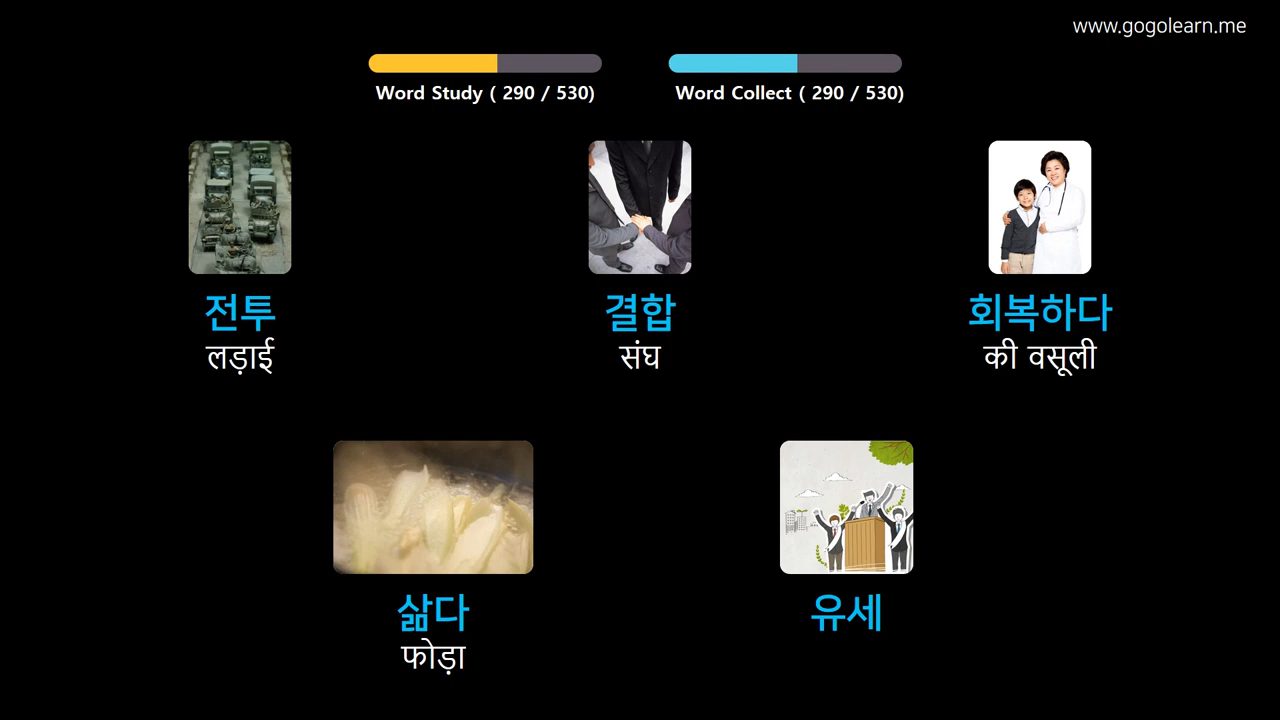 www.gogolearn.me
Word Study ( 290 / 530)
Word Collect ( 290 / 530)
전투
लड़ाई
결합
संघ
회복하다
की वसूली
삶다
फोड़ा
유세